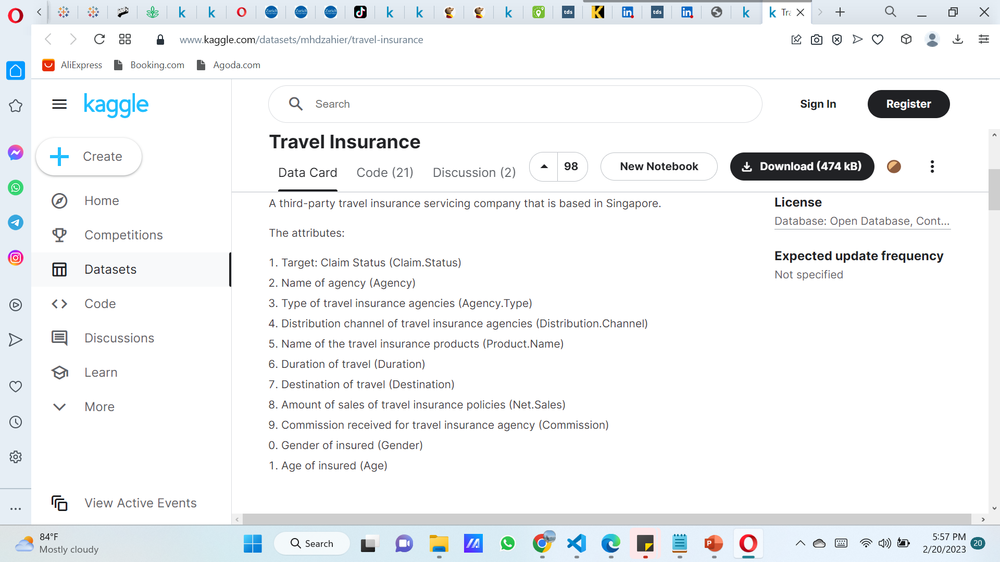 Zurich
Zurich
Zurich
tds
tds
Tra
www.kaggle.com/datasets/mhdzahier/travel-insurance
AliExpress
Booking.com
Agoda.com
kaggle
Search
Sign In
Register
Create
Travel Insurance
Data Card
Code (21)
Discussion (2)
98
New Notebook
Download (474 kB)
Home
Competitions
Datasets
Code
Discussions
Learn
More
View Active Events
A third-party travel insurance servicing company that is based in Singapore.
The attributes:
1. Target: Claim Status (Claim.Status)
2. Name of agency (Agency)
3. Type of travel insurance agencies (Agency.Type)
4. Distribution channel of travel insurance agencies (Distribution.Channel)
5. Name of the travel insurance products (Product.Name)
6. Duration of travel (Duration)
7. Destination of travel (Destination)
8. Amount of sales of travel insurance policies (Net.Sales)
9. Commission received for travel insurance agency (Commission)
0. Gender of insured (Gender)
1. Age of insured (Age)
License
Database: Open Database, Cont...
Expected update frequency
Not specified
84°F
Mostly cloudy
Search
5:57 PM
2/20/2023
20